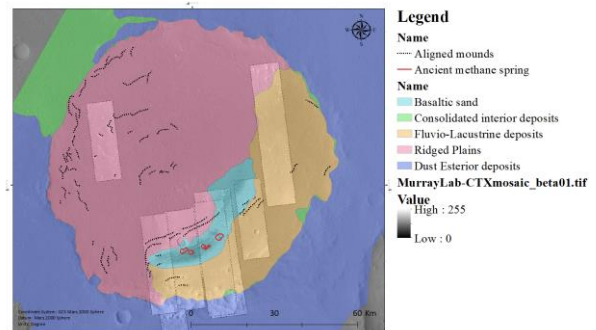 Legend
Name
Aligned mounds
Ancient methane spring
Name
Basaltic sand
Consolidated interior deposits
Fluvio-Lacustrine deposits
Ridged Plains
Dust Exterior deposits
MurrayLab-CTXmosaic_beta01.tif
Value
High : 255
Low : 0
0 30 60 Km